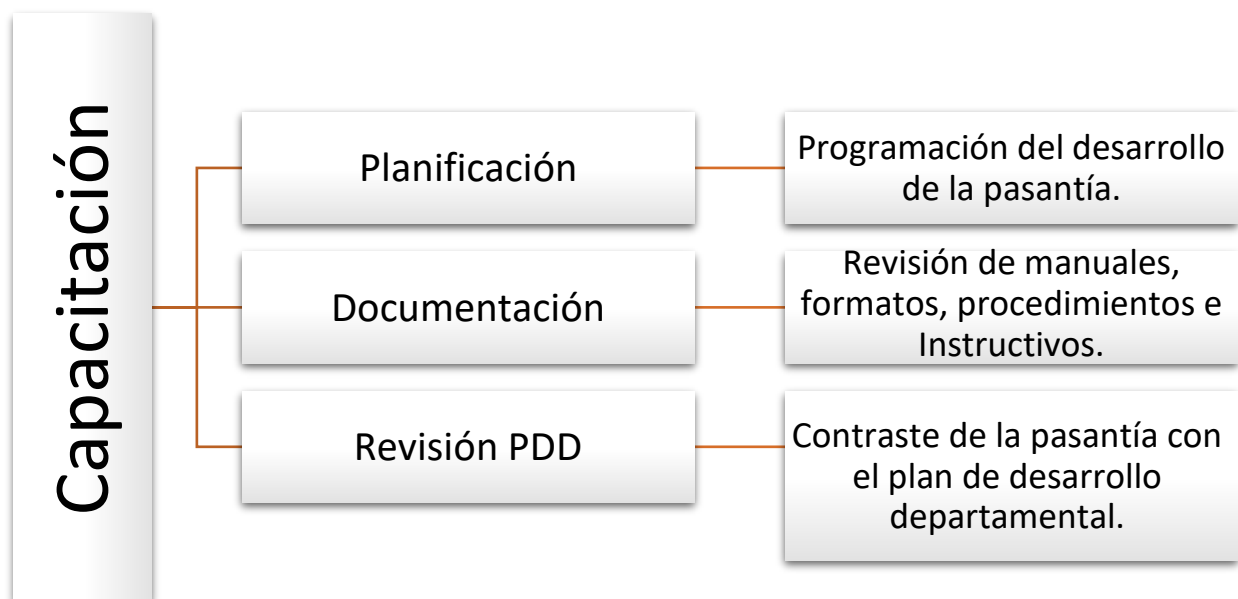 Capacitación
Planificación
Programación del desarrollo
de la pasantía.
Documentación
Revisión de manuales,
formatos, procedimientos e
Instructivos.
Revisión PDD
Contraste de la pasantía con
el plan de desarrollo
departamental.